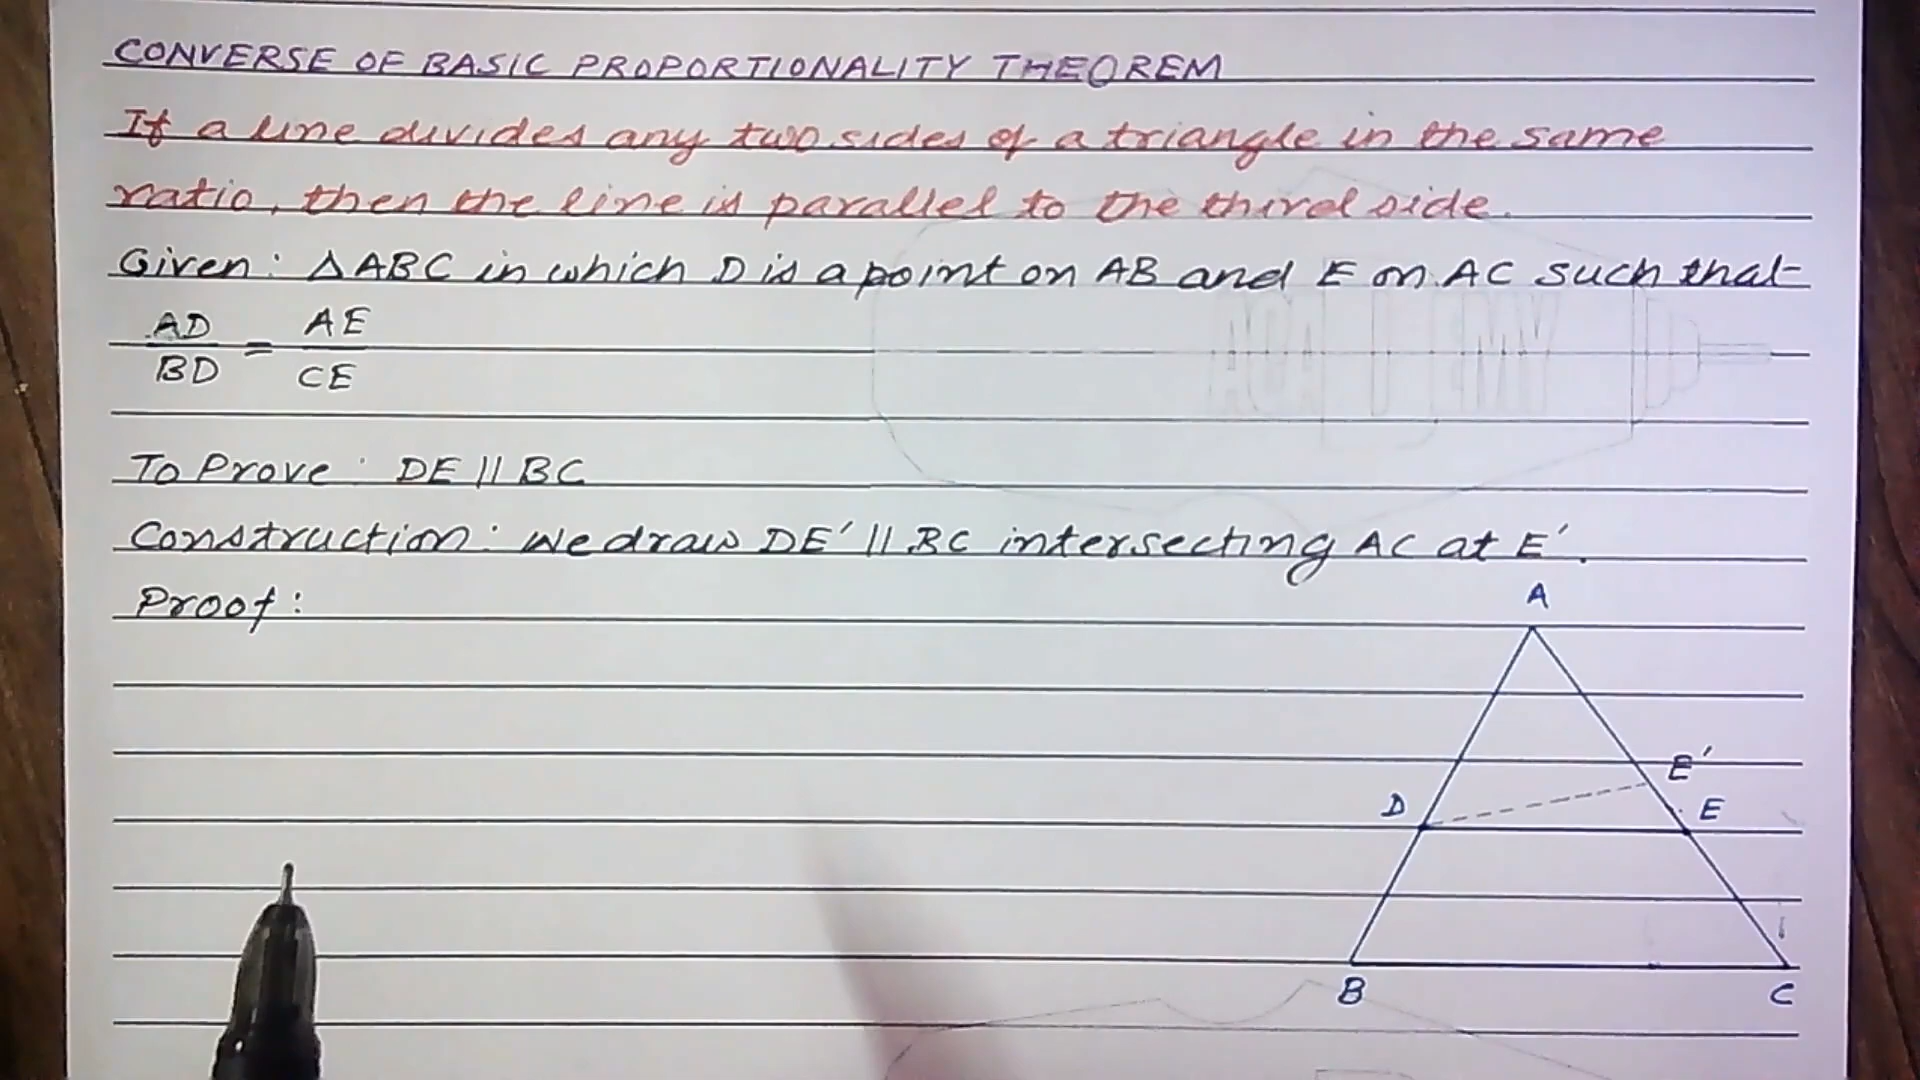 CONVERSE OF BASIC PROPORTIONALITY THEOREM
If a line divides any two sides of a triangle in the same
ratio, then the line is parallel to the third side.
Given: △ABC in which D is a point on AB and E on AC such that
AD/BD = AE/CE
To Prove: DE || BC
Construction: We draw DE′ || BC intersecting AC at E′.
Proof:
A
E′
D E
B C
ACADEMY